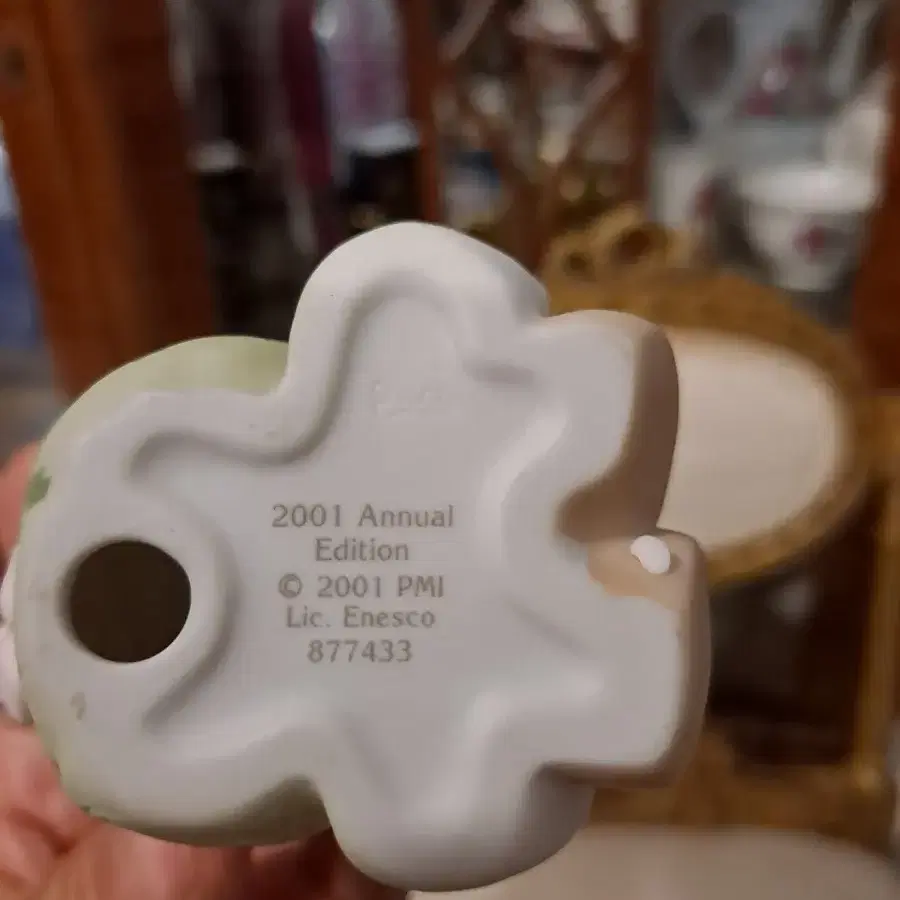 2001 Annual
Edition
© 2001 PMI
Lic. Enesco
877433